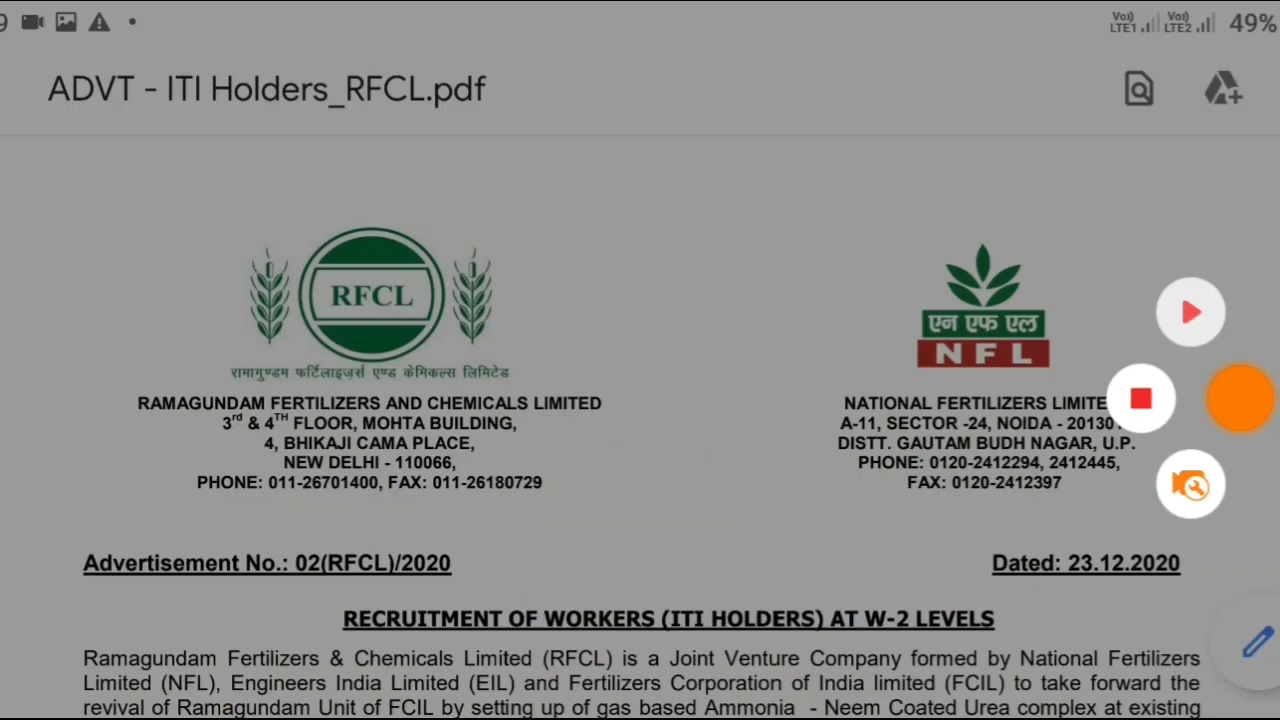 9
Vo)) LTE1 Vo)) LTE2 49%
ADVT - ITI Holders_RFCL.pdf
RFCL
रामागुण्डम फर्टिलाइज़र्स एण्ड केमिकल्स लिमिटेड
RAMAGUNDAM FERTILIZERS AND CHEMICALS LIMITED
3rd & 4TH FLOOR, MOHTA BUILDING,
4, BHIKAJI CAMA PLACE,
NEW DELHI - 110066,
PHONE: 011-26701400, FAX: 011-26180729
एन एफ एल
NFL
NATIONAL FERTILIZERS LIMITE
A-11, SECTOR -24, NOIDA - 20130
DISTT. GAUTAM BUDH NAGAR, U.P.
PHONE: 0120-2412294, 2412445,
FAX: 0120-2412397
Advertisement No.: 02(RFCL)/2020
Dated: 23.12.2020
RECRUITMENT OF WORKERS (ITI HOLDERS) AT W-2 LEVELS
Ramagundam Fertilizers & Chemicals Limited (RFCL) is a Joint Venture Company formed by National Fertilizers
Limited (NFL), Engineers India Limited (EIL) and Fertilizers Corporation of India limited (FCIL) to take forward the
revival of Ramagundam Unit of FCIL by setting up of gas based Ammonia - Neem Coated Urea complex at existing